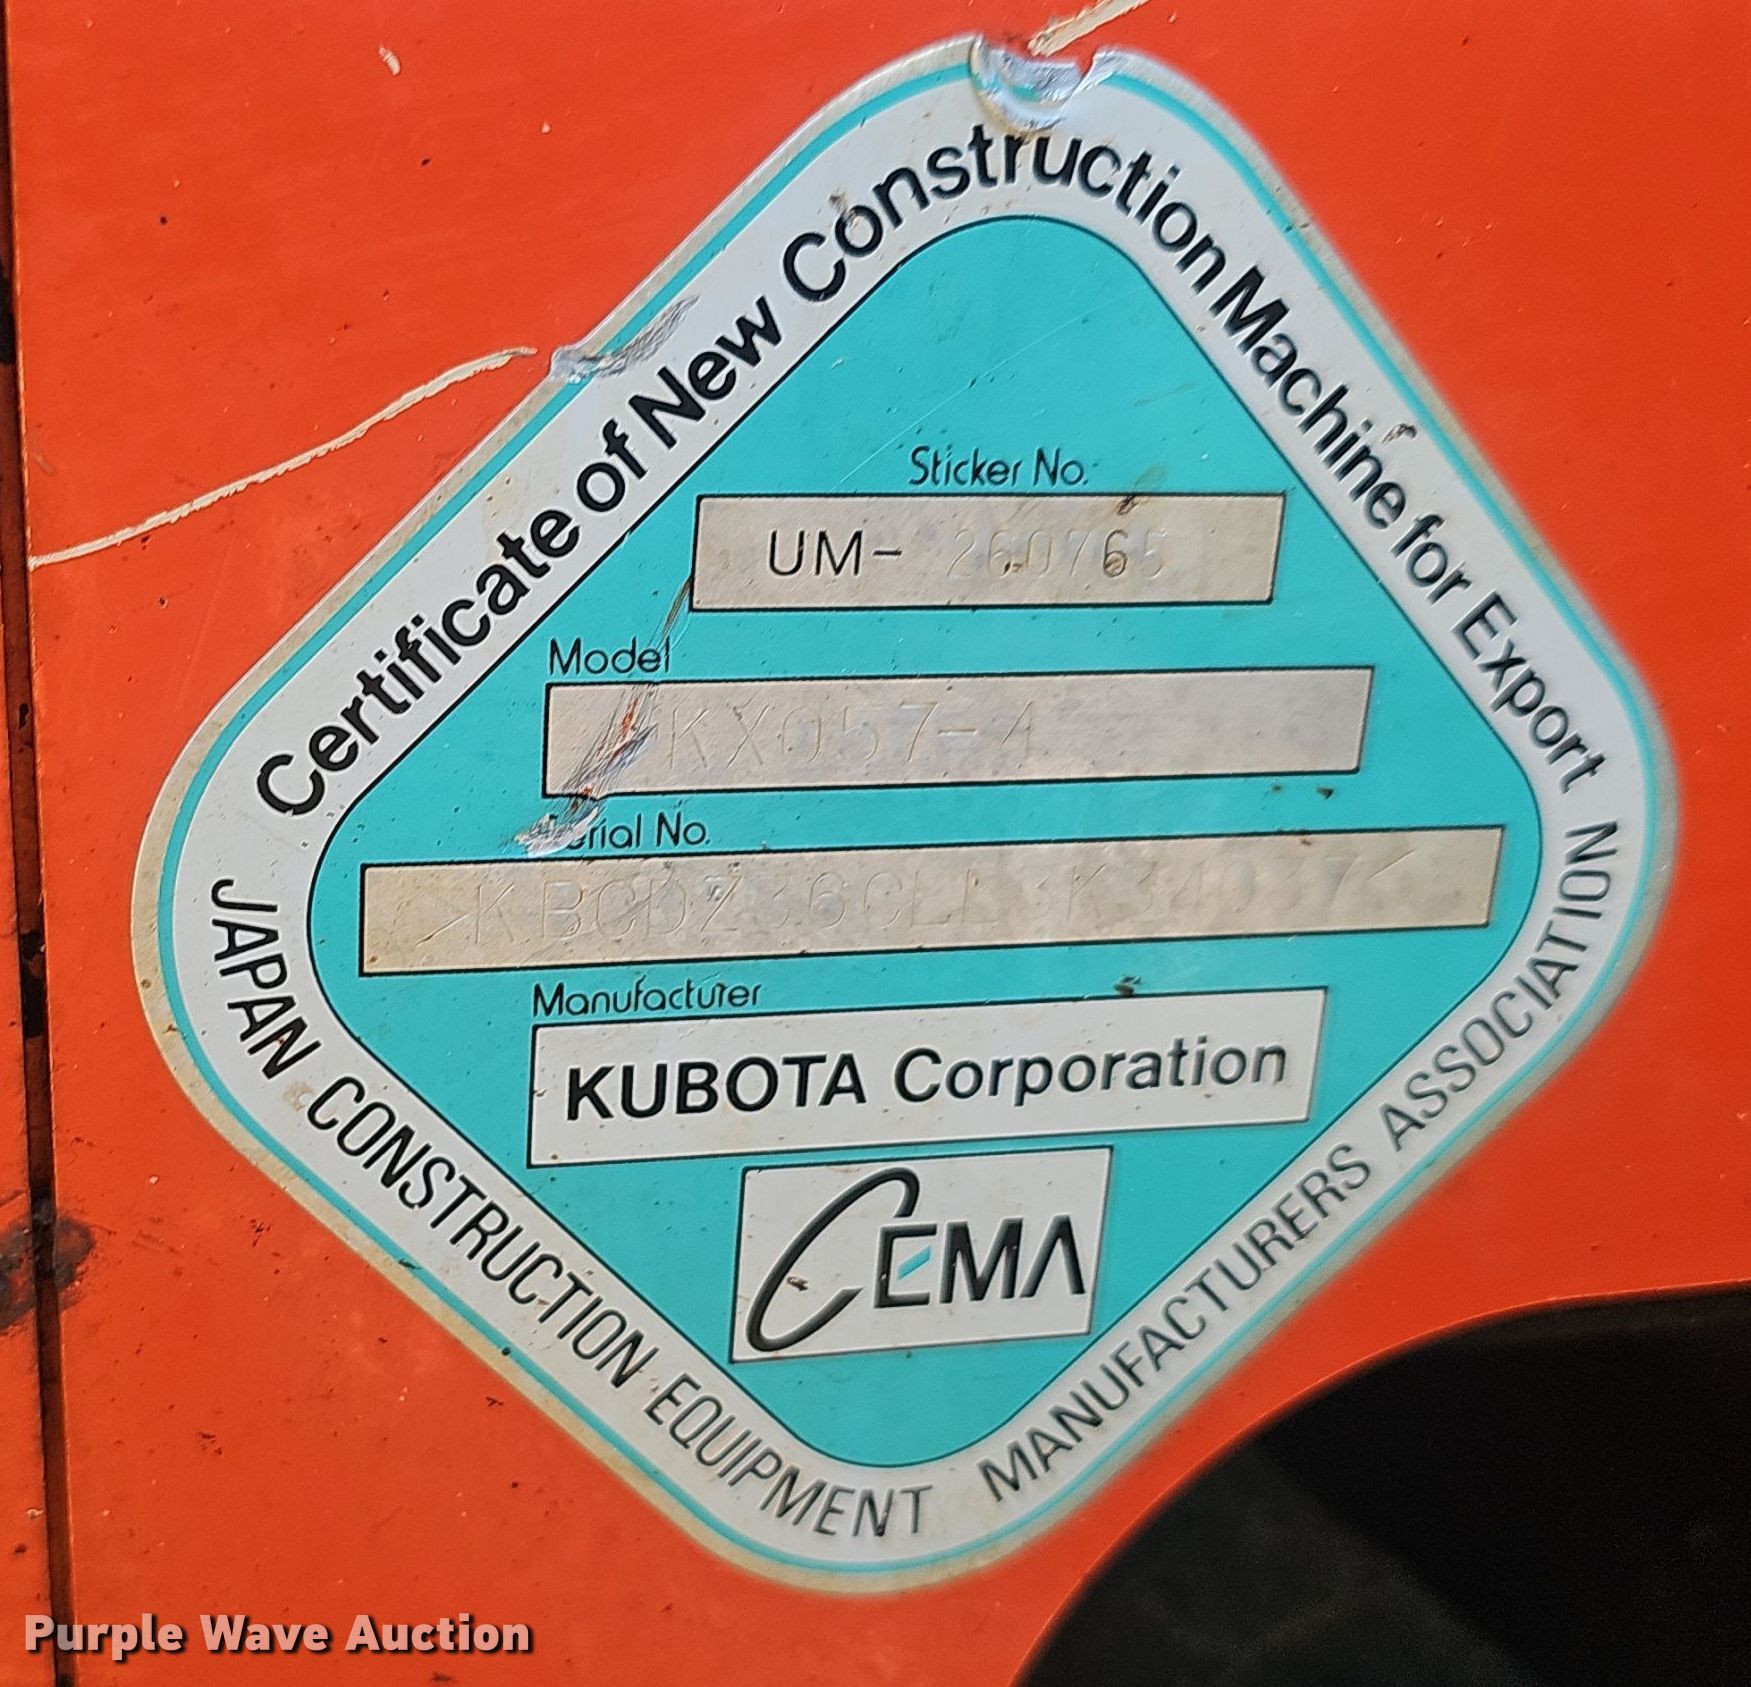 Certificate of New Construction Machine for Export
Sticker No.
UM- 260765
Model
KX057-4
Serial No.
Manufacturer
KUBOTA Corporation
CEMA
JAPAN CONSTRUCTION EQUIPMENT MANUFACTURERS ASSOCIATION
Purple Wave Auction